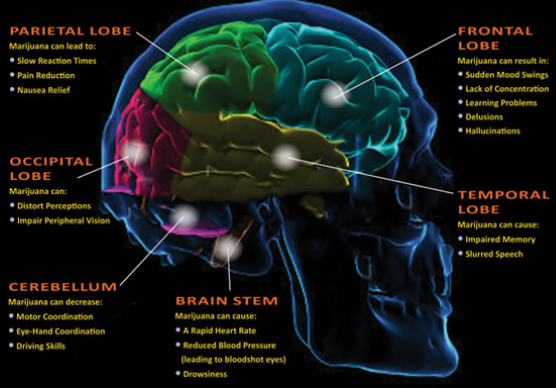 PARIETAL LOBE
Marijuana can lead to:
Slow Reaction Times
Pain Reduction
Nausea Relief
FRONTAL
LOBE
Marijuana can result in:
Sudden Mood Swings
Lack of Concentration
Learning Problems
Delusions
Hallucinations
OCCIPITAL
LOBE
Marijuana can:
Distort Perceptions
Impair Peripheral Vision
TEMPORAL
LOBE
Marijuana can cause:
Impaired Memory
Slurred Speech
CEREBELLUM
Marijuana can decrease:
Motor Coordination
Eye-Hand Coordination
Driving Skills
BRAIN STEM
Marijuana can cause:
A Rapid Heart Rate
Reduced Blood Pressure
(leading to bloodshot eyes)
Drowsiness